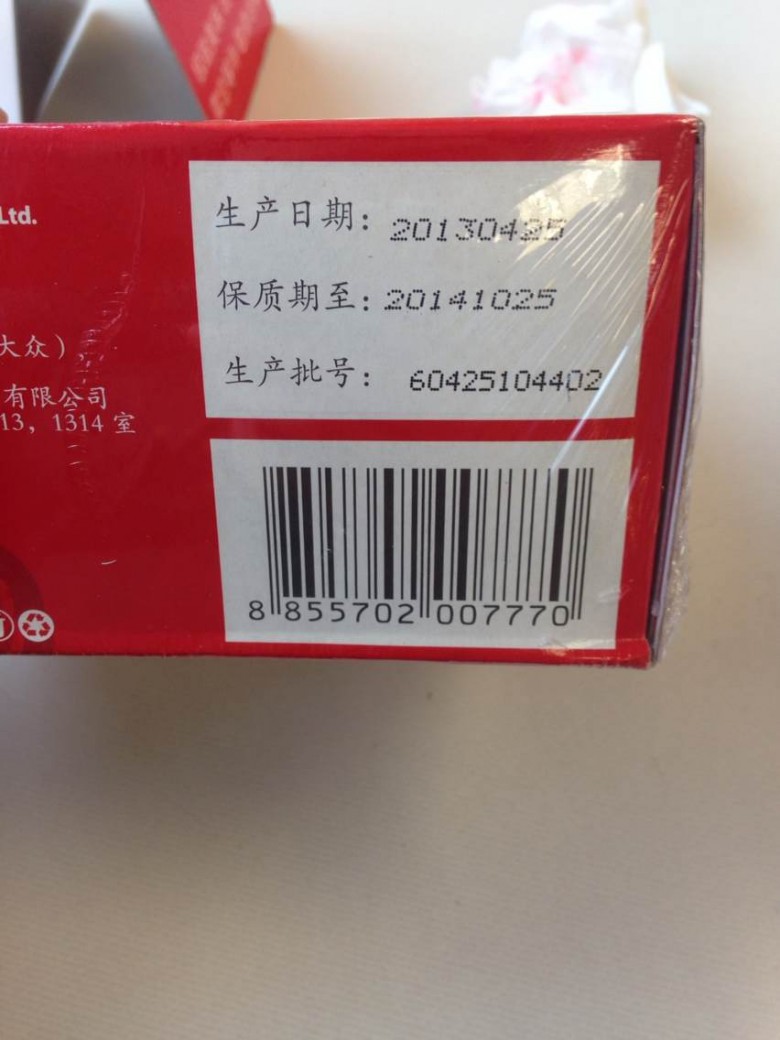 Ltd.
生产日期: 20130425
保质期至: 20141025
大众)
生产批号: 60425104402
有限公司
13, 1314 室
8 855702 007770